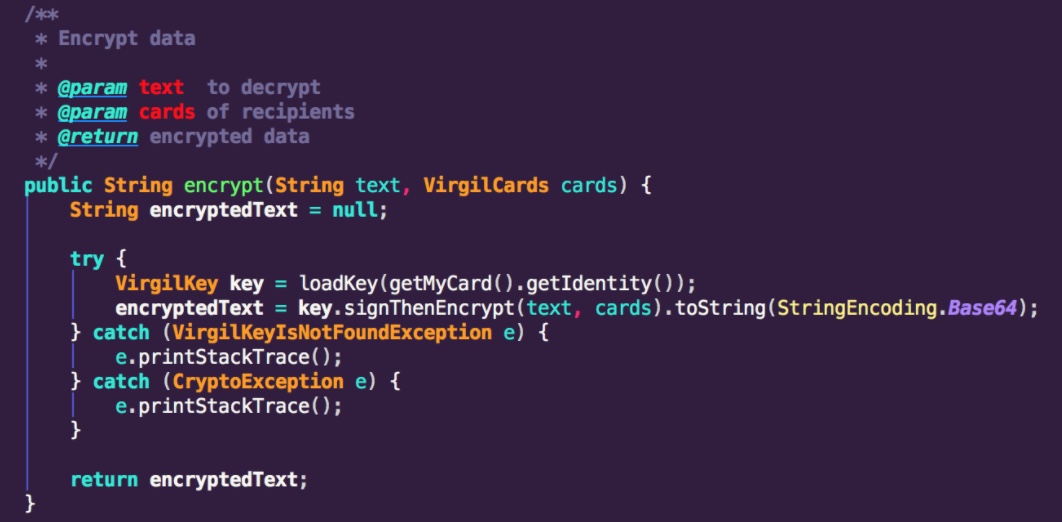 /**
 * Encrypt data
 *
 * @param text  to decrypt
 * @param cards of recipients
 * @return encrypted data
 */
public String encrypt(String text, VirgilCards cards) {
    String encryptedText = null;

    try {
        VirgilKey key = loadKey(getMyCard().getIdentity());
        encryptedText = key.signThenEncrypt(text, cards).toString(StringEncoding.Base64);
    } catch (VirgilKeyIsNotFoundException e) {
        e.printStackTrace();
    } catch (CryptoException e) {
        e.printStackTrace();
    }

    return encryptedText;
}